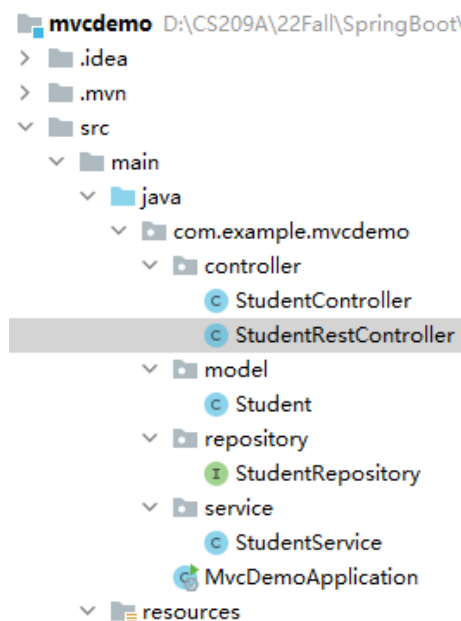 mvcdemo D:\CS209A\22Fall\SpringBoot\
.idea
.mvn
src
main
java
com.example.mvcdemo
controller
StudentController
StudentRestController
model
Student
repository
StudentRepository
service
StudentService
MvcDemoApplication
resources